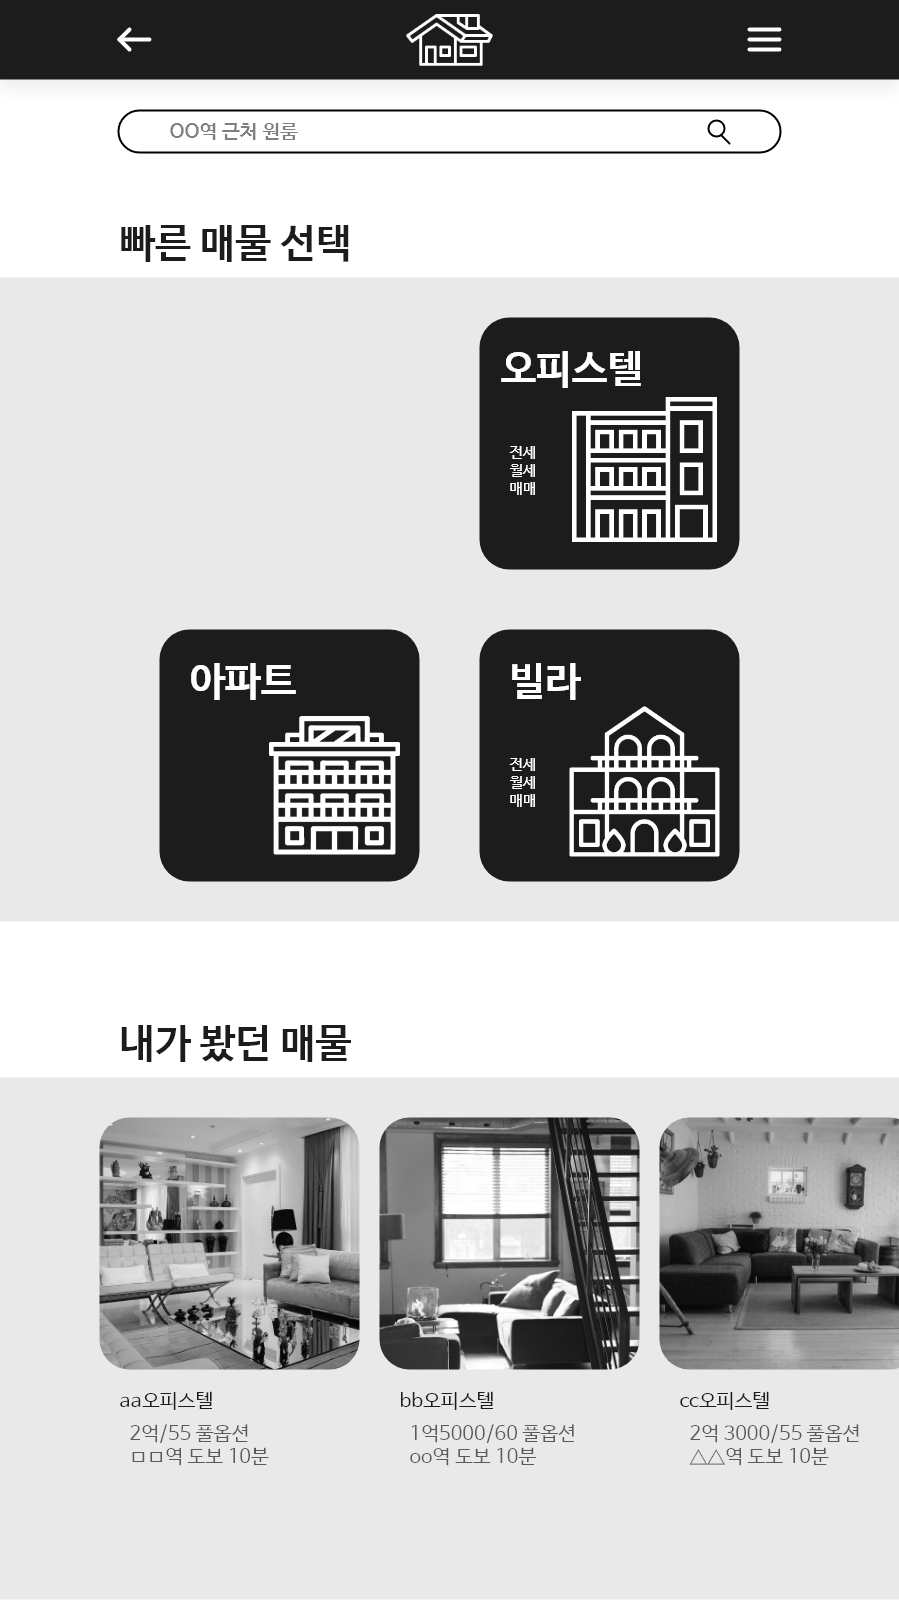 OO역 근처 원룸
빠른 매물 선택
오피스텔
전세
월세
매매
아파트
빌라
전세
월세
매매
내가 봤던 매물
aa오피스텔
2억/55 풀옵션
ㅁㅁ역 도보 10분
bb오피스텔
1억5000/60 풀옵션
oo역 도보 10분
cc오피스텔
2억 3000/55 풀옵션
△△역 도보 10분